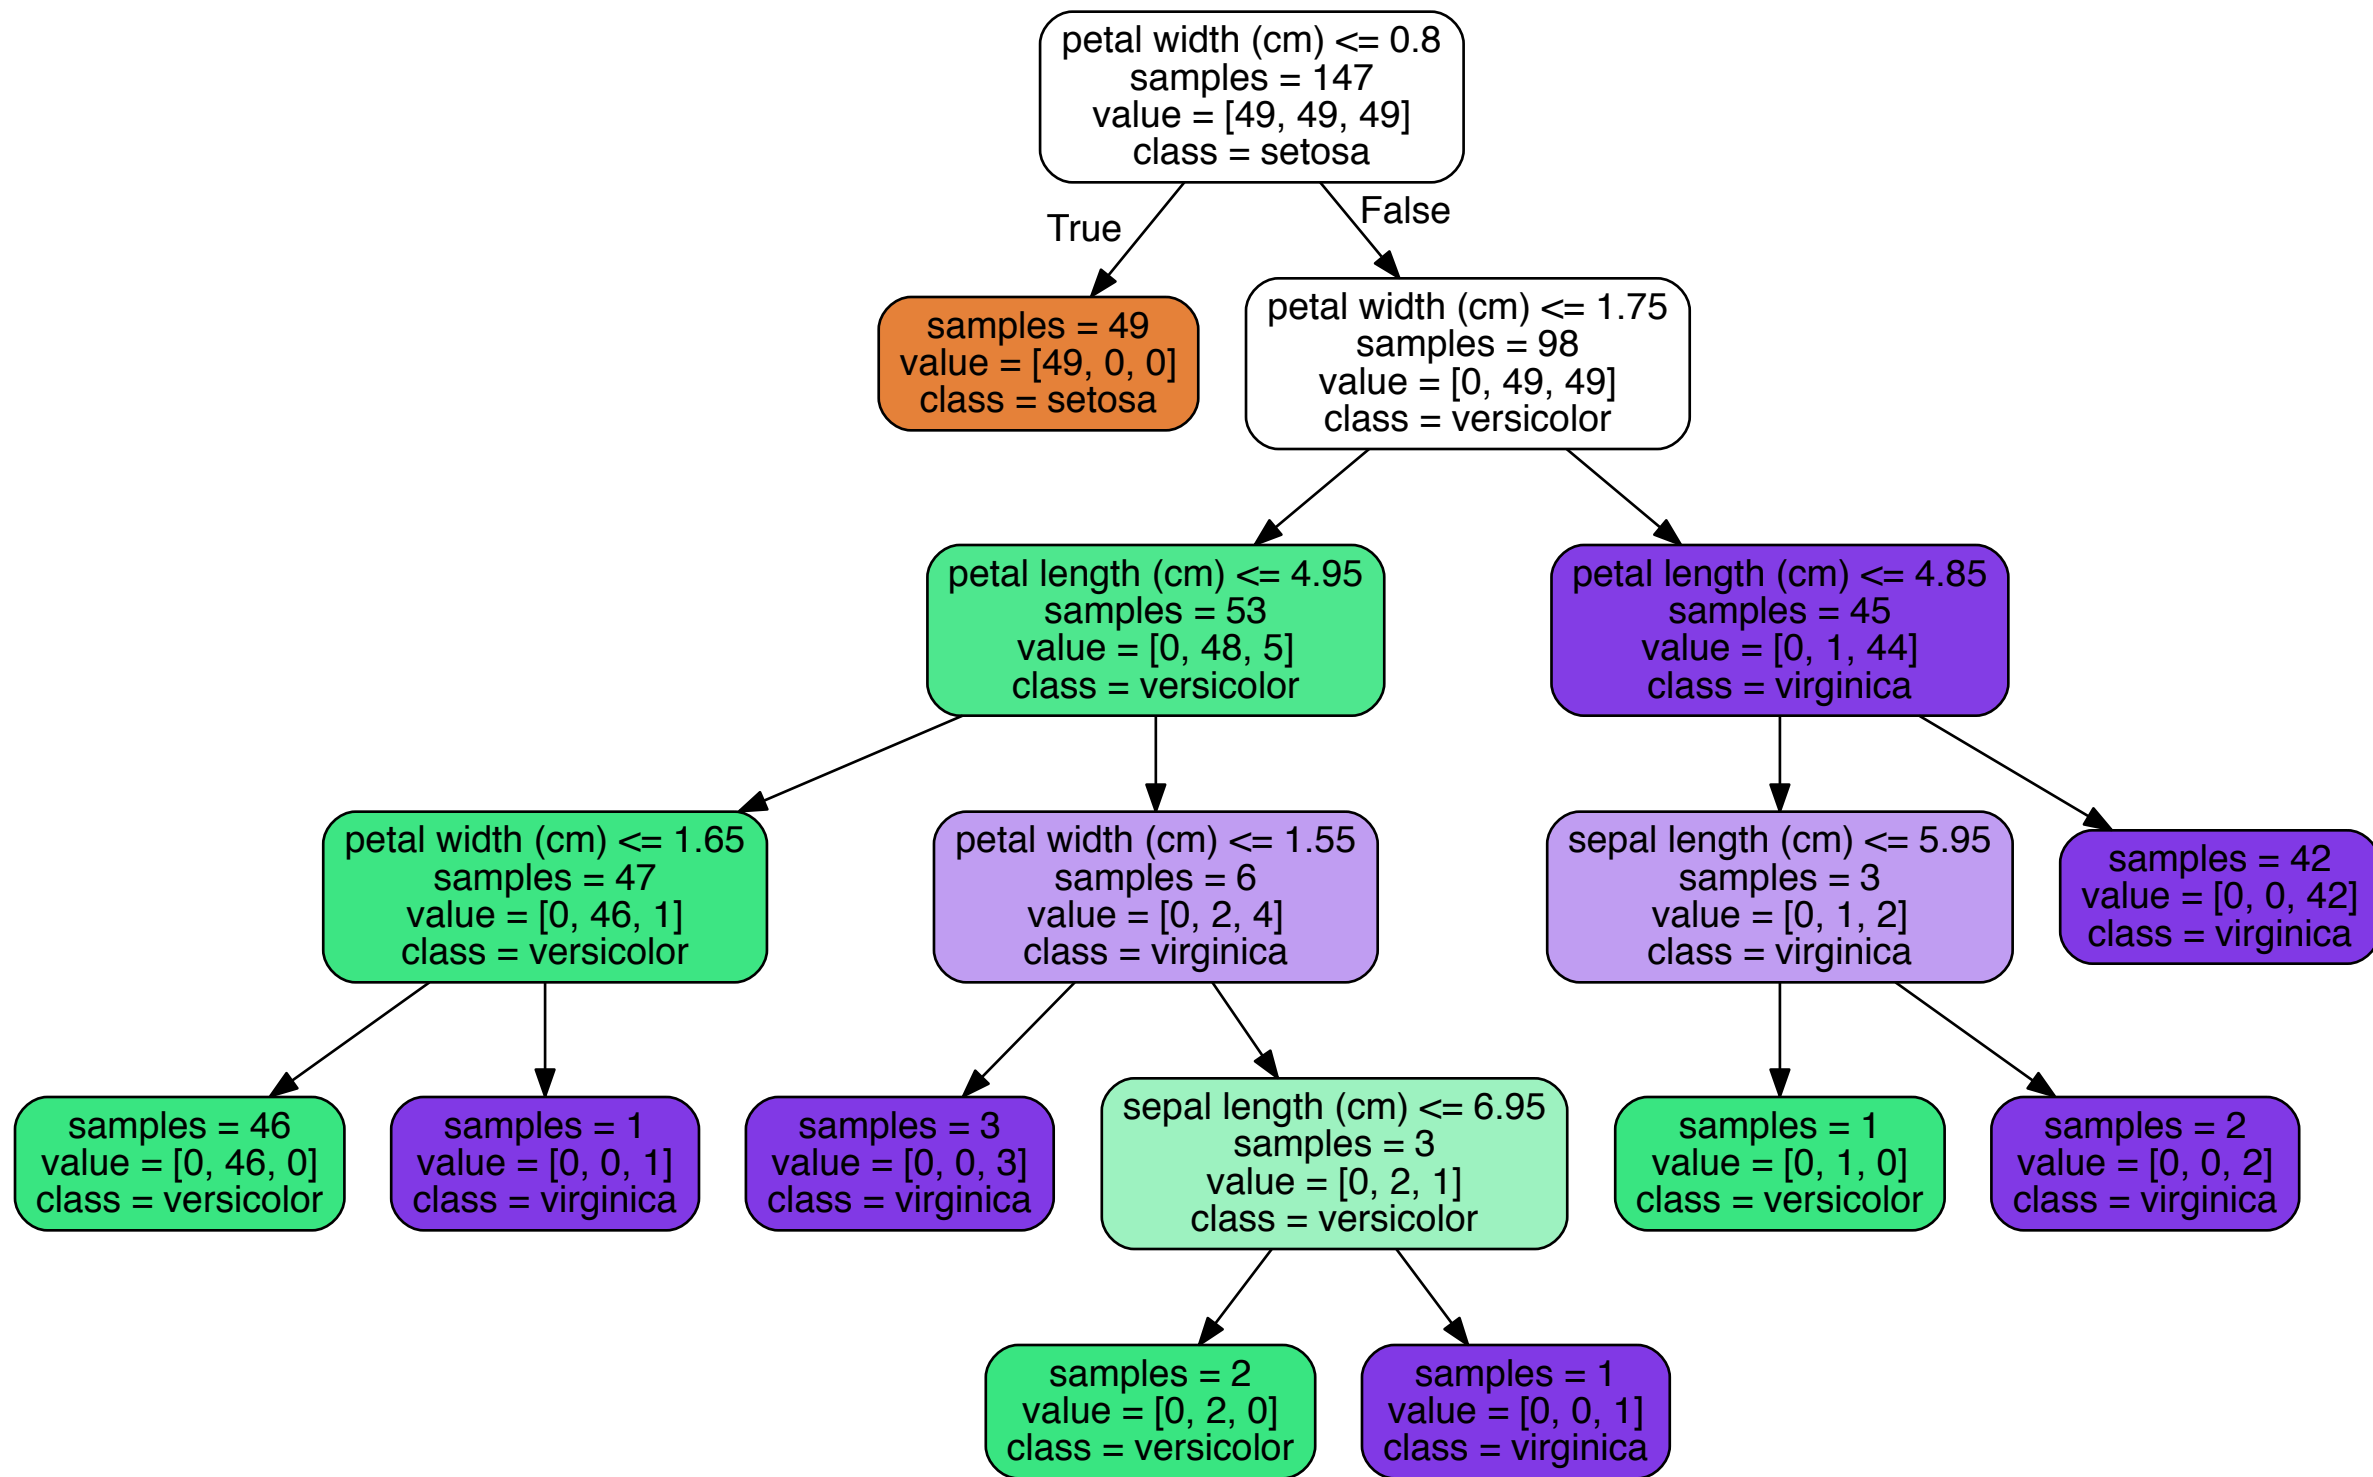 petal width (cm) <= 0.8
samples = 147
value = [49, 49, 49]
class = setosa
True
False
samples = 49
value = [49, 0, 0]
class = setosa
petal width (cm) <= 1.75
samples = 98
value = [0, 49, 49]
class = versicolor
petal length (cm) <= 4.95
samples = 53
value = [0, 48, 5]
class = versicolor
petal length (cm) <= 4.85
samples = 45
value = [0, 1, 44]
class = virginica
petal width (cm) <= 1.65
samples = 47
value = [0, 46, 1]
class = versicolor
petal width (cm) <= 1.55
samples = 6
value = [0, 2, 4]
class = virginica
sepal length (cm) <= 5.95
samples = 3
value = [0, 1, 2]
class = virginica
samples = 42
value = [0, 0, 42]
class = virginica
samples = 46
value = [0, 46, 0]
class = versicolor
samples = 1
value = [0, 0, 1]
class = virginica
samples = 3
value = [0, 0, 3]
class = virginica
sepal length (cm) <= 6.95
samples = 3
value = [0, 2, 1]
class = versicolor
samples = 1
value = [0, 1, 0]
class = versicolor
samples = 2
value = [0, 0, 2]
class = virginica
samples = 2
value = [0, 2, 0]
class = versicolor
samples = 1
value = [0, 0, 1]
class = virginica